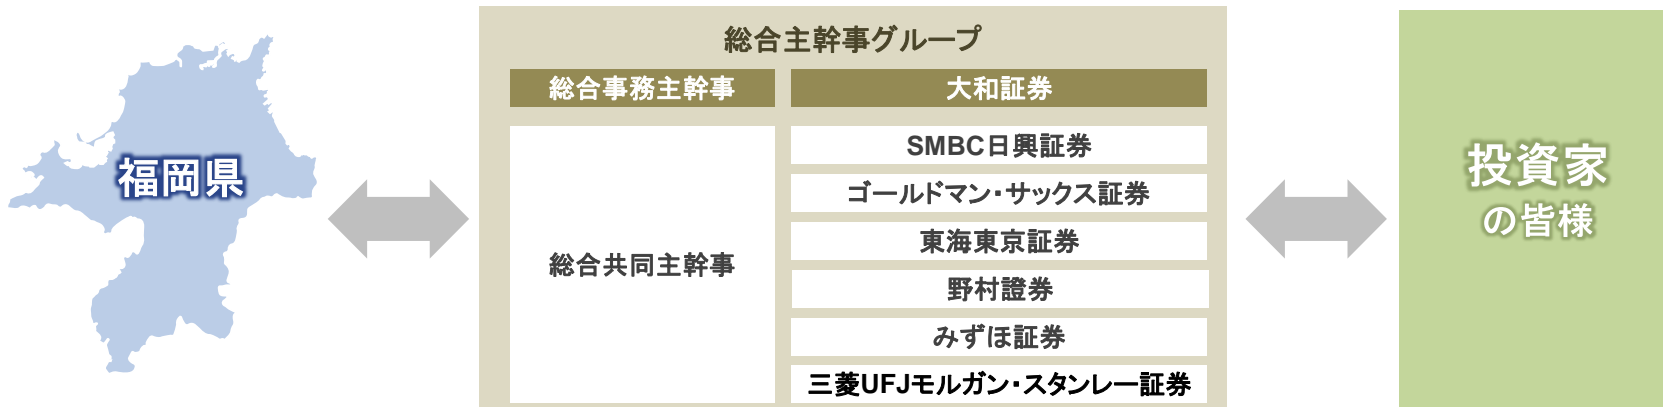 総合主幹事グループ
総合事務主幹事
大和証券
総合共同主幹事
SMBC日興証券
ゴールドマン・サックス証券
東海東京証券
野村證券
みずほ証券
三菱UFJモルガン・スタンレー証券
福岡県
投資家
の皆様